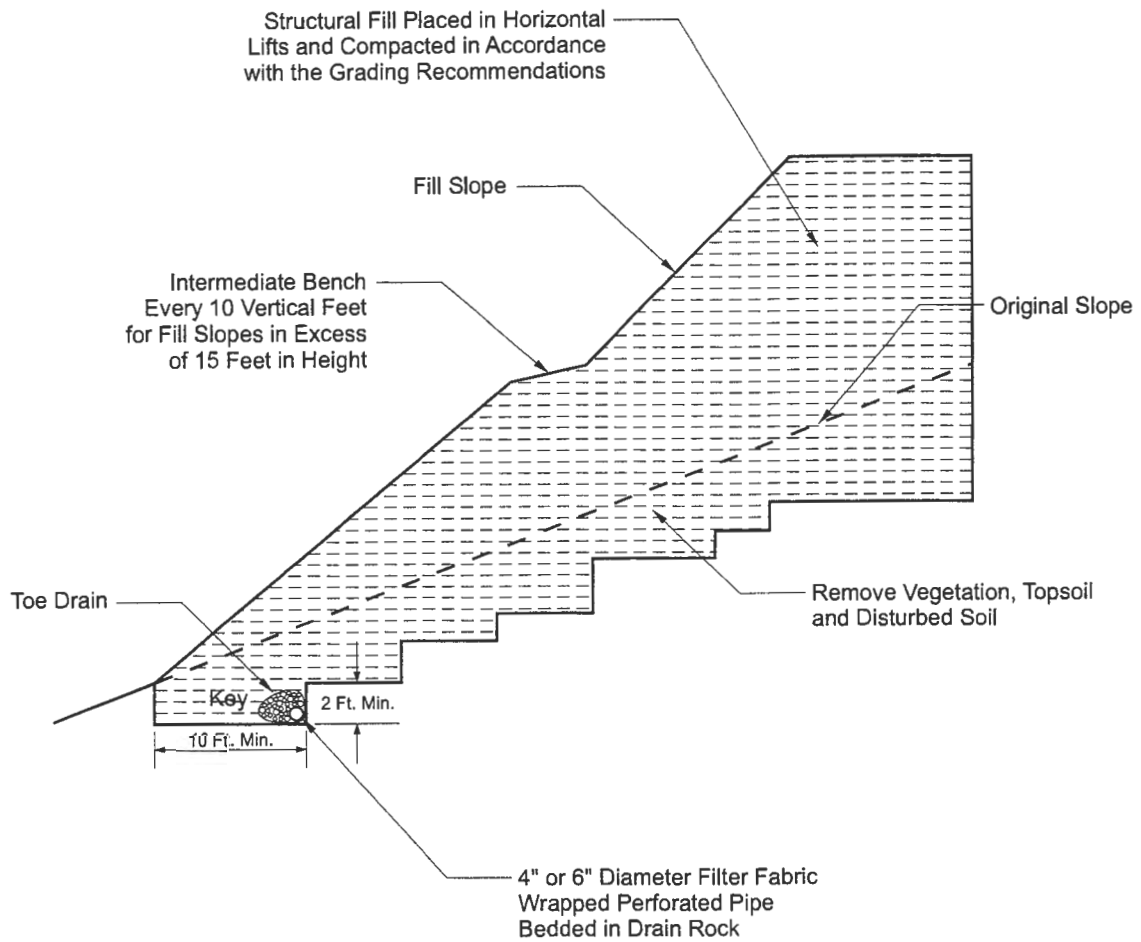 Structural Fill Placed in Horizontal
Lifts and Compacted in Accordance
with the Grading Recommendations
Fill Slope
Intermediate Bench
Every 10 Vertical Feet
for Fill Slopes in Excess
of 15 Feet in Height
Original Slope
Remove Vegetation, Topsoil
and Disturbed Soil
Toe Drain
Key
2 Ft. Min.
10 Ft. Min.
4" or 6" Diameter Filter Fabric
Wrapped Perforated Pipe
Bedded in Drain Rock